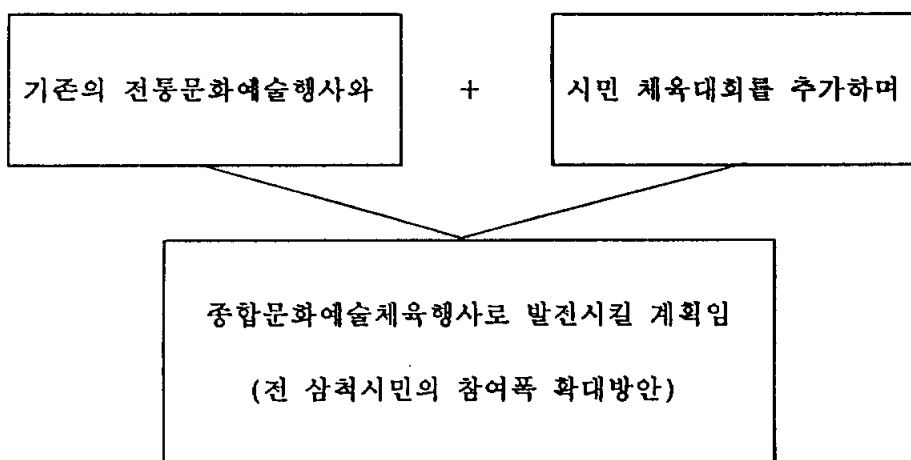 기존의 전통문화예술행사와 + 시민 체육대회를 추가하며
종합문화예술체육행사로 발전시킬 계획임
(전 삼척시민의 참여폭 확대방안)